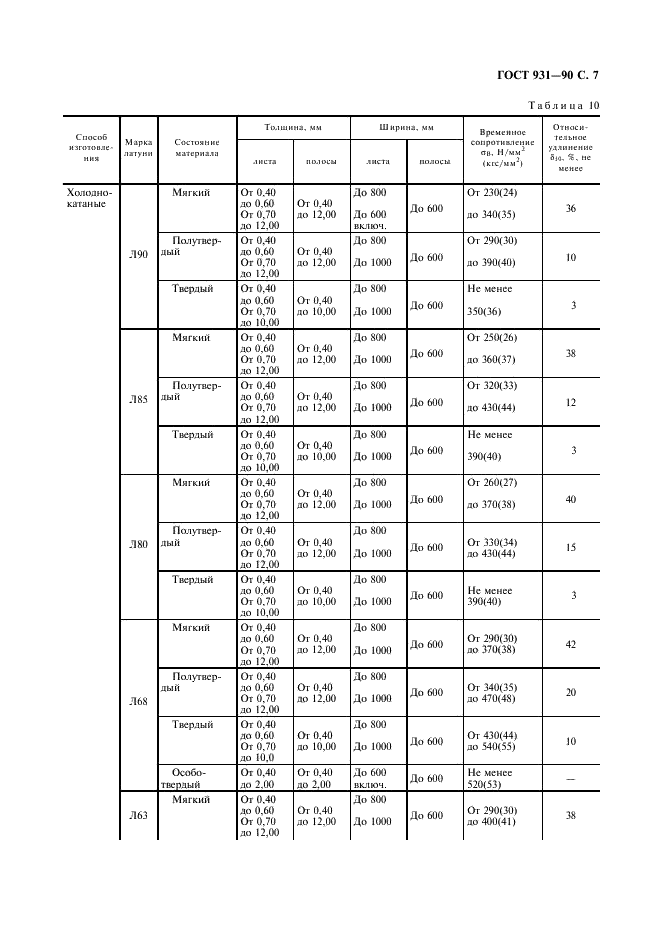 ГОСТ 931—90 С. 7
Таблица 10
Способ изготовле-ния | Марка латуни | Состояние материала | Толщина, мм | Ширина, мм | Временное сопротивление σв, Н/мм² (кгс/мм²) | Относи-тельное удлинение δ10, %, не менее
листа | полосы | листа | полосы
Холодно-катаные | Л90 | Мягкий | От 0,40 до 0,60 От 0,70 до 12,00 | От 0,40 до 12,00 | До 800 До 600 включ. | До 600 | От 230(24) до 340(35) | 36
Полутвер-дый | От 0,40 до 0,60 От 0,70 до 12,00 | От 0,40 до 12,00 | До 800 До 1000 | До 600 | От 290(30) до 390(40) | 10
Твердый | От 0,40 до 0,60 От 0,70 до 10,00 | От 0,40 до 10,00 | До 800 До 1000 | До 600 | Не менее 350(36) | 3
Л85 | Мягкий | От 0,40 до 0,60 От 0,70 до 12,00 | От 0,40 до 12,00 | До 800 До 1000 | До 600 | От 250(26) до 360(37) | 38
Полутвер-дый | От 0,40 до 0,60 От 0,70 до 12,00 | От 0,40 до 12,00 | До 800 До 1000 | До 600 | От 320(33) до 430(44) | 12
Твердый | От 0,40 до 0,60 От 0,70 до 10,00 | От 0,40 до 10,00 | До 800 До 1000 | До 600 | Не менее 390(40) | 3
Л80 | Мягкий | От 0,40 до 0,60 От 0,70 до 12,00 | От 0,40 до 12,00 | До 800 До 1000 | До 600 | От 260(27) до 370(38) | 40
Полутвер-дый | От 0,40 до 0,60 От 0,70 до 12,00 | От 0,40 до 12,00 | До 800 До 1000 | До 600 | От 330(34) до 430(44) | 15
Твердый | От 0,40 до 0,60 От 0,70 до 10,00 | От 0,40 до 10,00 | До 800 До 1000 | До 600 | Не менее 390(40) | 3
Л68 | Мягкий | От 0,40 до 0,60 От 0,70 до 12,00 | От 0,40 до 12,00 | До 800 До 1000 | До 600 | От 290(30) до 370(38) | 42
Полутвер-дый | От 0,40 до 0,60 От 0,70 до 12,00 | От 0,40 до 12,00 | До 800 До 1000 | До 600 | От 340(35) до 470(48) | 20
Твердый | От 0,40 до 0,60 От 0,70 до 10,0 | От 0,40 до 10,00 | До 800 До 1000 | До 600 | От 430(44) до 540(55) | 10
Особо-твердый | От 0,40 до 2,00 | От 0,40 до 2,00 | До 600 включ. | До 600 | Не менее 520(53) | —
Л63 | Мягкий | От 0,40 до 0,60 От 0,70 до 12,00 | От 0,40 до 12,00 | До 800 До 1000 | До 600 | От 290(30) до 400(41) | 38